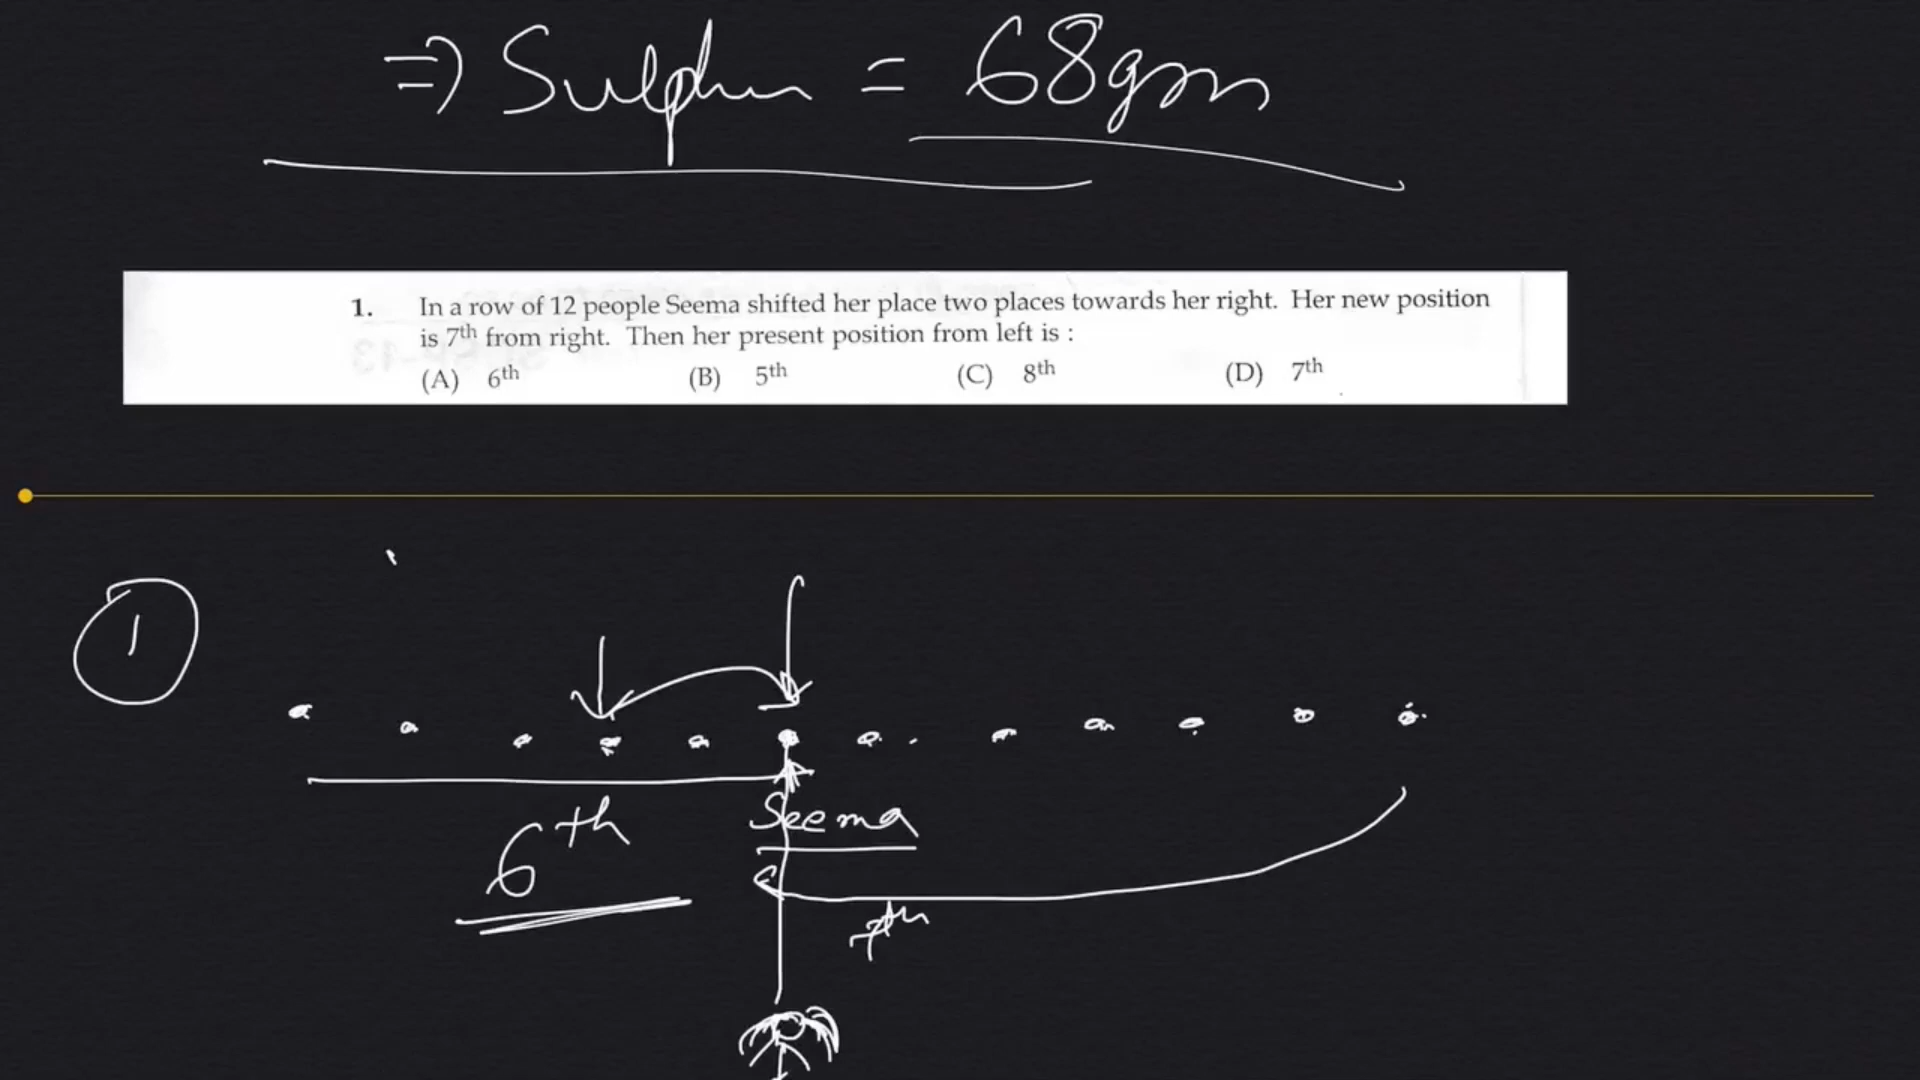 ⇒ Sulphur = 68gm
1. In a row of 12 people Seema shifted her place two places towards her right. Her new position
is 7th from right. Then her present position from left is :
(A) 6th (B) 5th (C) 8th (D) 7th
1
Seema
6th
7th